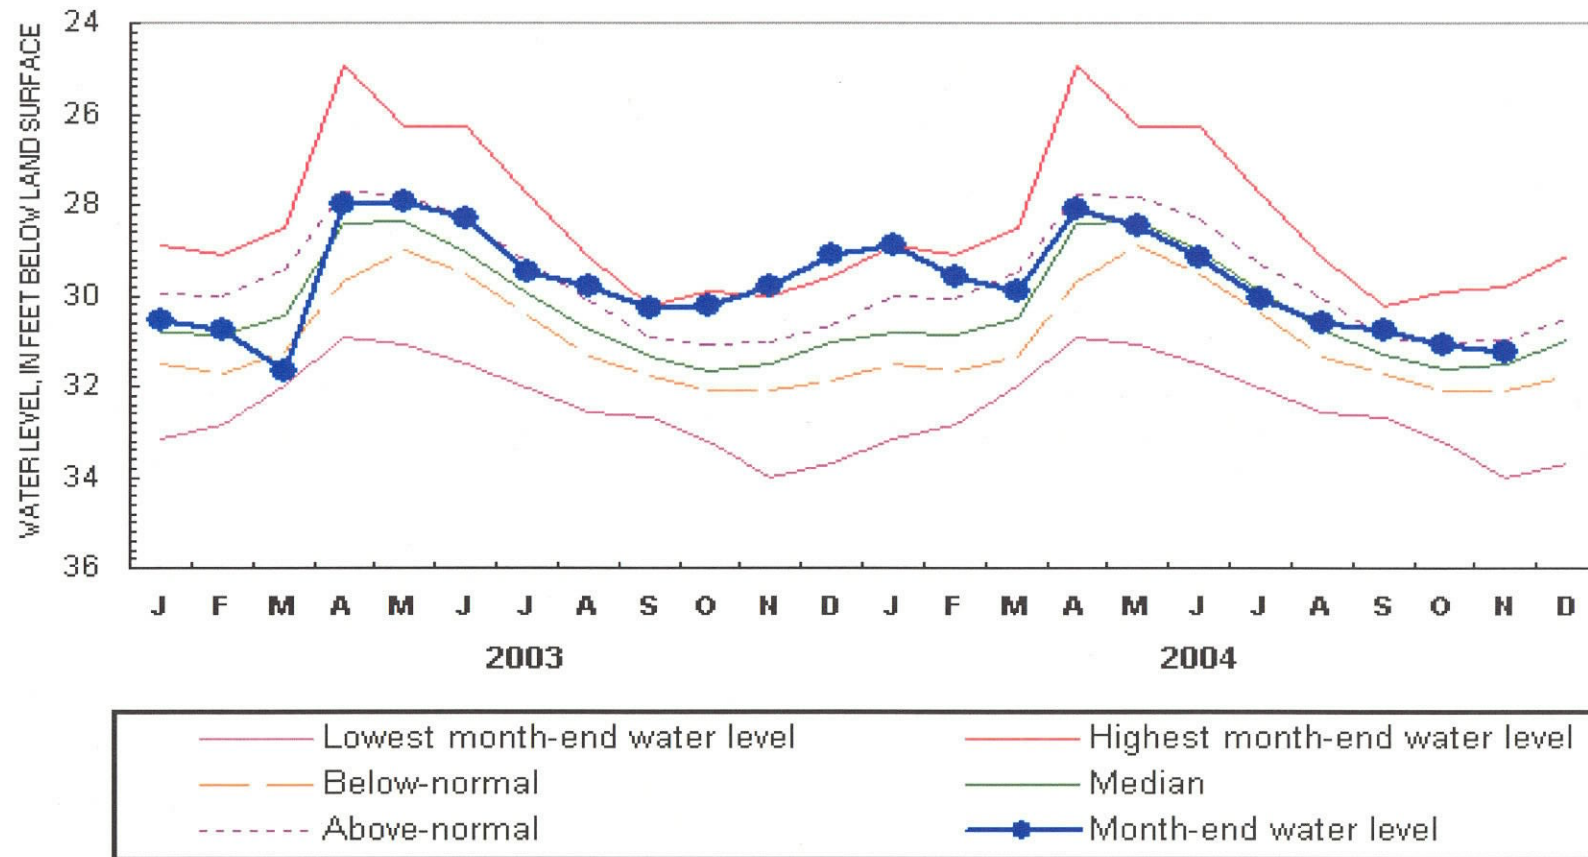 WATER LEVEL, IN FEET BELOW LAND SURFACE
24
26
28
30
32
34
36
J F M A M J J A S O N D J F M A M J J A S O N D
2003 2004
Lowest month-end water level Highest month-end water level
Below-normal Median
Above-normal Month-end water level